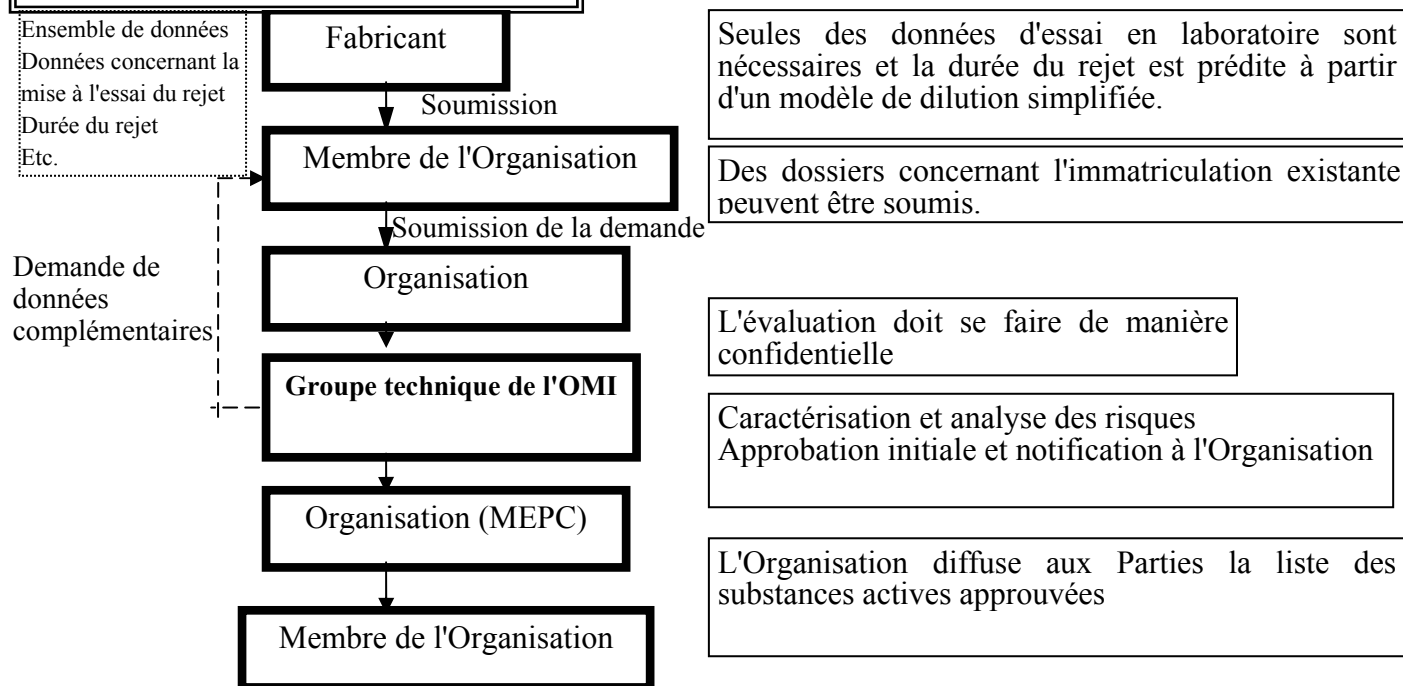 Ensemble de données
Données concernant la
mise à l'essai du rejet
Durée du rejet
Etc.
Fabricant
Soumission
Membre de l'Organisation
Soumission de la demande
Organisation
Demande de
données
complémentaires
Groupe technique de l'OMI
Organisation (MEPC)
Membre de l'Organisation
Seules des données d'essai en laboratoire sont
nécessaires et la durée du rejet est prédite à partir
d'un modèle de dilution simplifiée.
Des dossiers concernant l'immatriculation existante
peuvent être soumis.
L'évaluation doit se faire de manière
confidentielle
Caractérisation et analyse des risques
Approbation initiale et notification à l'Organisation
L'Organisation diffuse aux Parties la liste des
substances actives approuvées